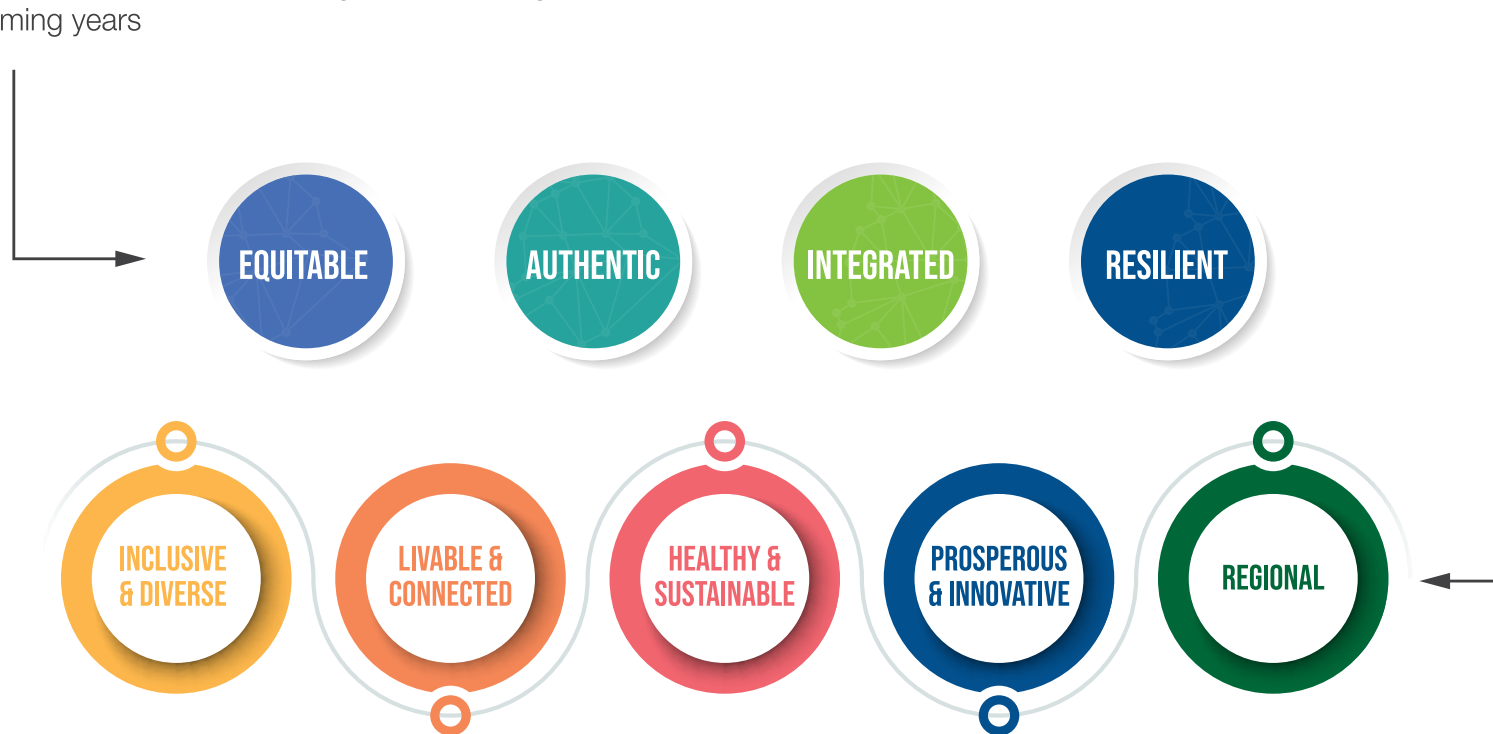 ming years
EQUITABLE
AUTHENTIC
INTEGRATED
RESILIENT
INCLUSIVE
& DIVERSE
LIVABLE &
CONNECTED
HEALTHY &
SUSTAINABLE
PROSPEROUS
& INNOVATIVE
REGIONAL